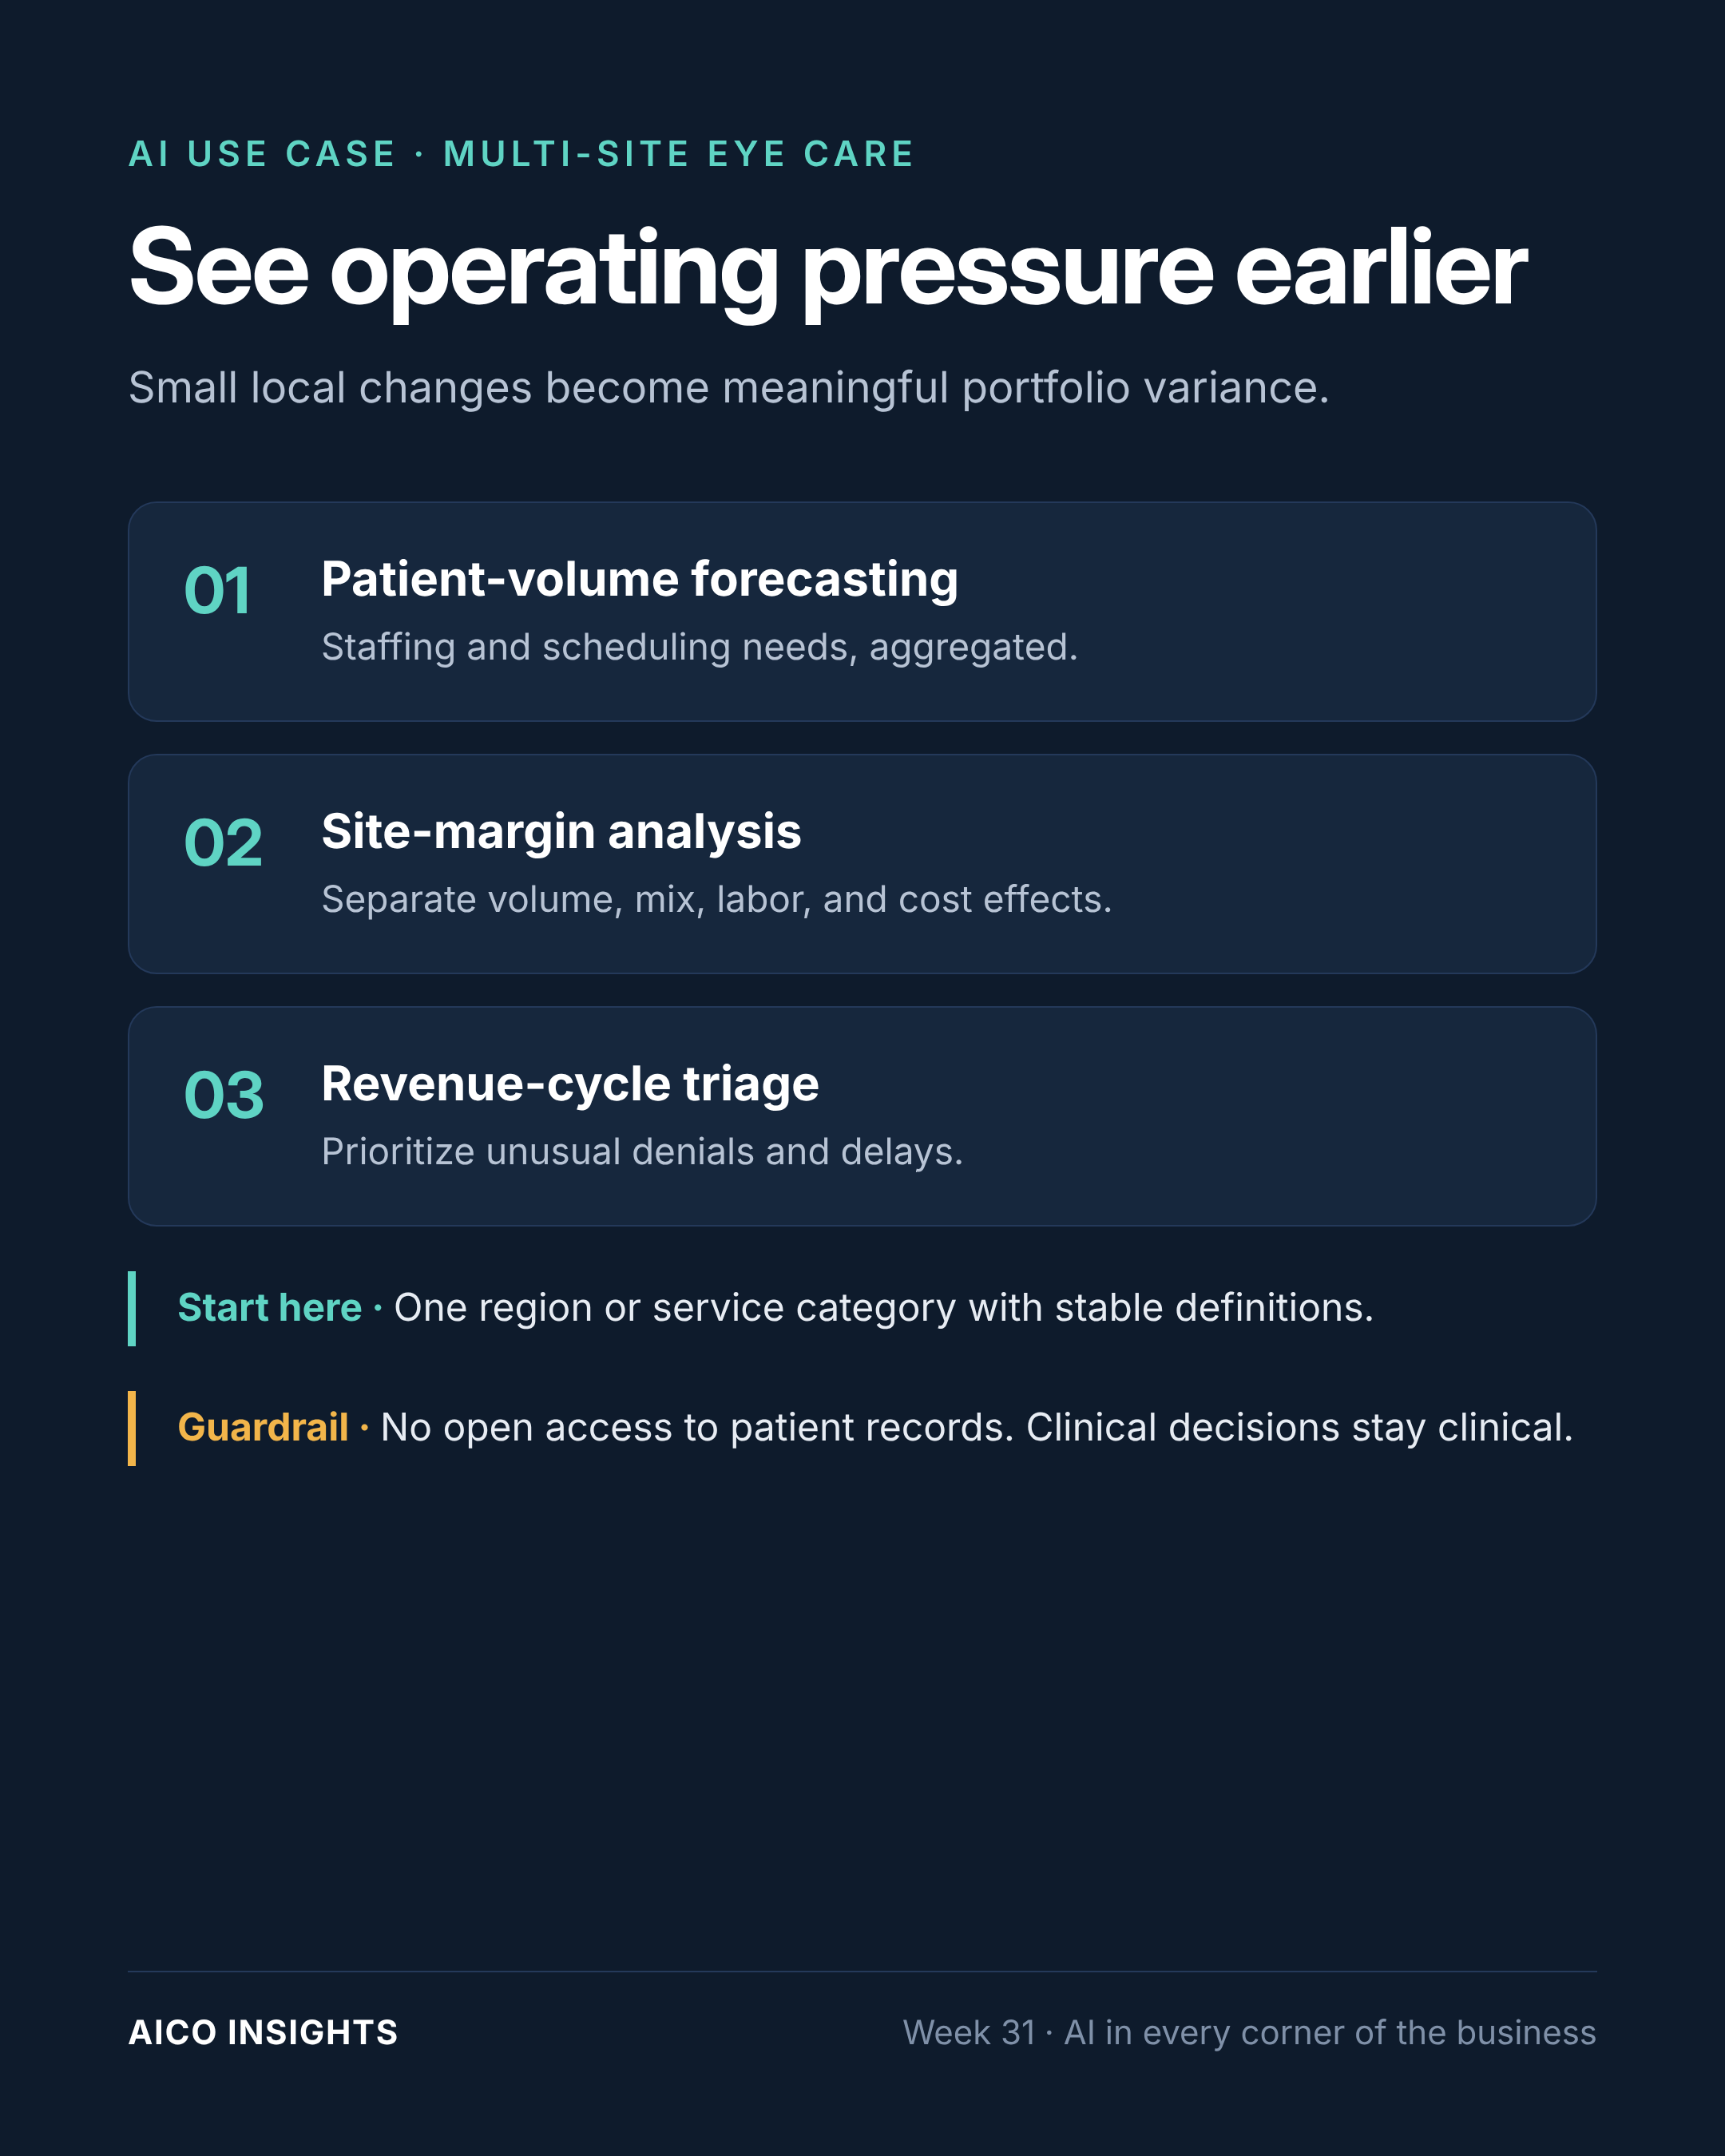 AI USE CASE · MULTI-SITE EYE CARE
See operating pressure earlier
Small local changes become meaningful portfolio variance.
01
Patient-volume forecasting
Staffing and scheduling needs, aggregated.
02
Site-margin analysis
Separate volume, mix, labor, and cost effects.
03
Revenue-cycle triage
Prioritize unusual denials and delays.
Start here · One region or service category with stable definitions.
Guardrail · No open access to patient records. Clinical decisions stay clinical.
AICO INSIGHTS
Week 31 · AI in every corner of the business